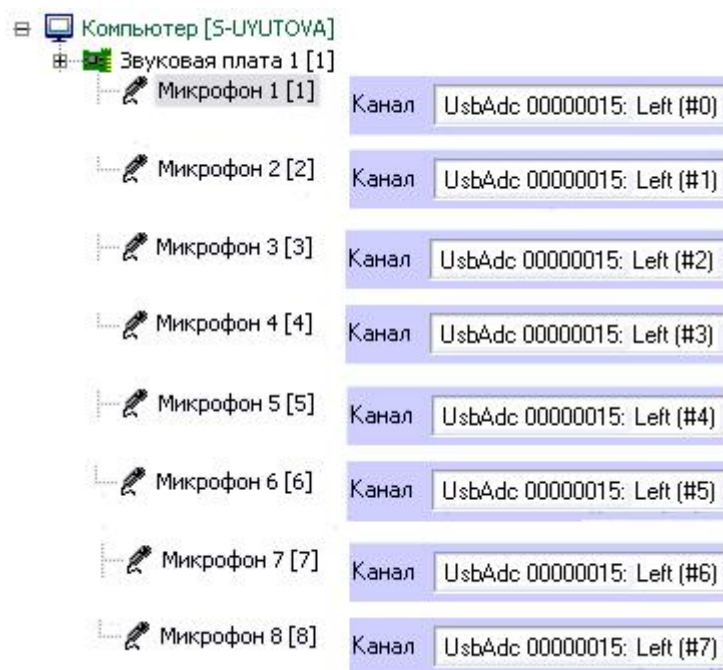 Компьютер [S-UYUTOVA]
Звуковая плата 1 [1]
Микрофон 1 [1] Канал UsbAdc 00000015: Left (#0)
Микрофон 2 [2] Канал UsbAdc 00000015: Left (#1)
Микрофон 3 [3] Канал UsbAdc 00000015: Left (#2)
Микрофон 4 [4] Канал UsbAdc 00000015: Left (#3)
Микрофон 5 [5] Канал UsbAdc 00000015: Left (#4)
Микрофон 6 [6] Канал UsbAdc 00000015: Left (#5)
Микрофон 7 [7] Канал UsbAdc 00000015: Left (#6)
Микрофон 8 [8] Канал UsbAdc 00000015: Left (#7)